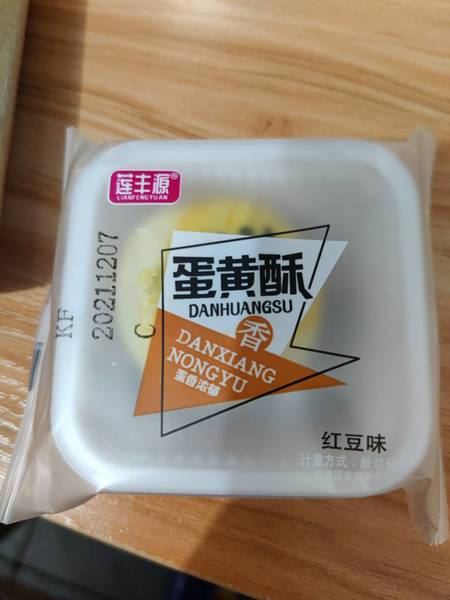 莲丰源®
LIANFENGYUAN
KF 20211207 C
蛋黄酥
DANHUANGSU
香
DANXIANG
NONGYU
蛋香浓郁
红豆味
计量方式：散装